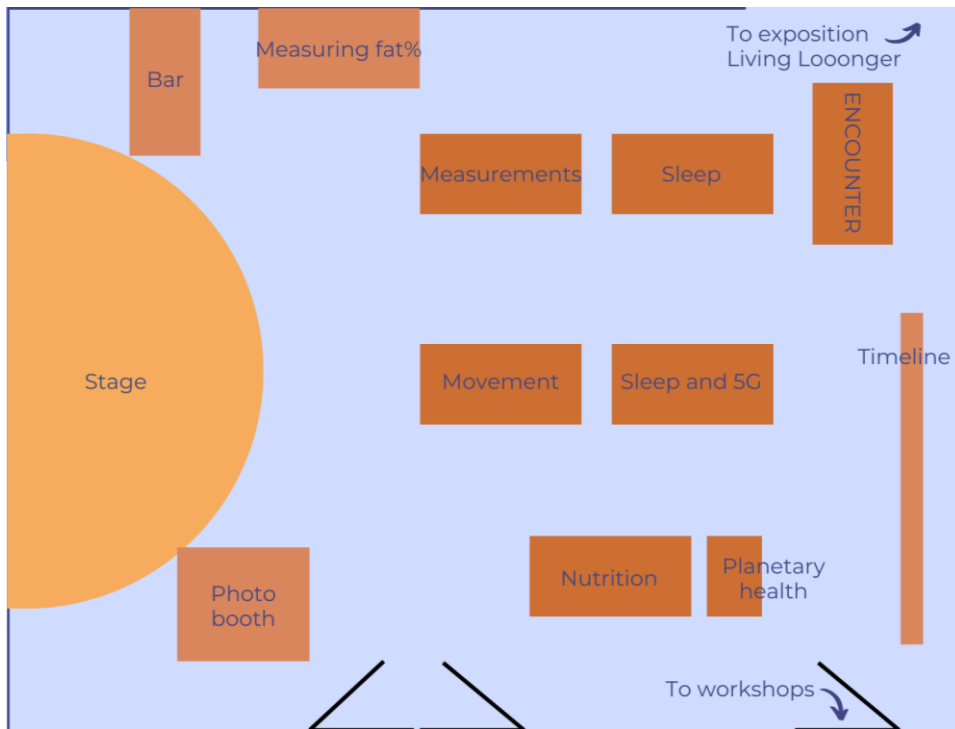 To exposition
Living Looonger
Measuring fat%
Bar
ENCOUNTER
Measurements
Sleep
Timeline
Stage
Movement
Sleep and 5G
Nutrition
Planetary
health
Photo
booth
To workshops